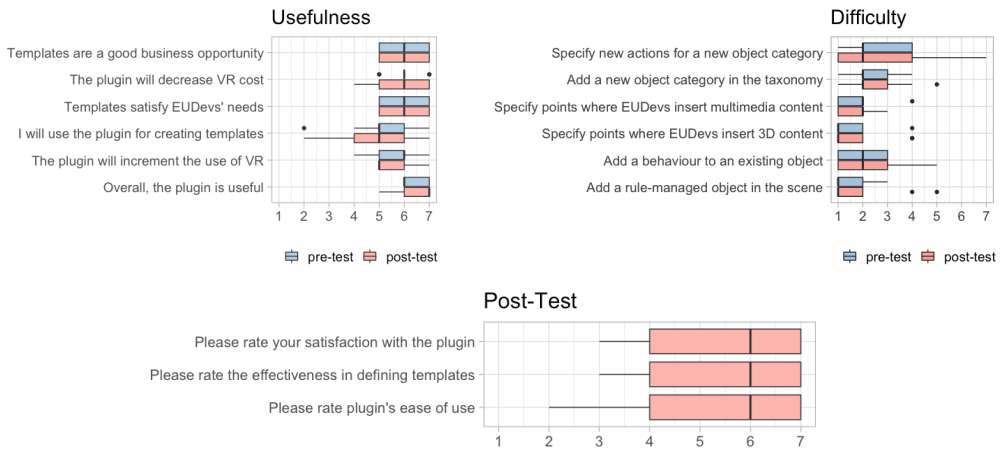 Usefulness
Templates are a good business opportunity
The plugin will decrease VR cost
Templates satisfy EUDevs' needs
I will use the plugin for creating templates
The plugin will increment the use of VR
Overall, the plugin is useful
1 2 3 4 5 6 7
pre-test post-test
Difficulty
Specify new actions for a new object category
Add a new object category in the taxonomy
Specify points where EUDevs insert multimedia content
Specify points where EUDevs insert 3D content
Add a behaviour to an existing object
Add a rule-managed object in the scene
1 2 3 4 5 6 7
pre-test post-test
Post-Test
Please rate your satisfaction with the plugin
Please rate the effectiveness in defining templates
Please rate plugin's ease of use
1 2 3 4 5 6 7